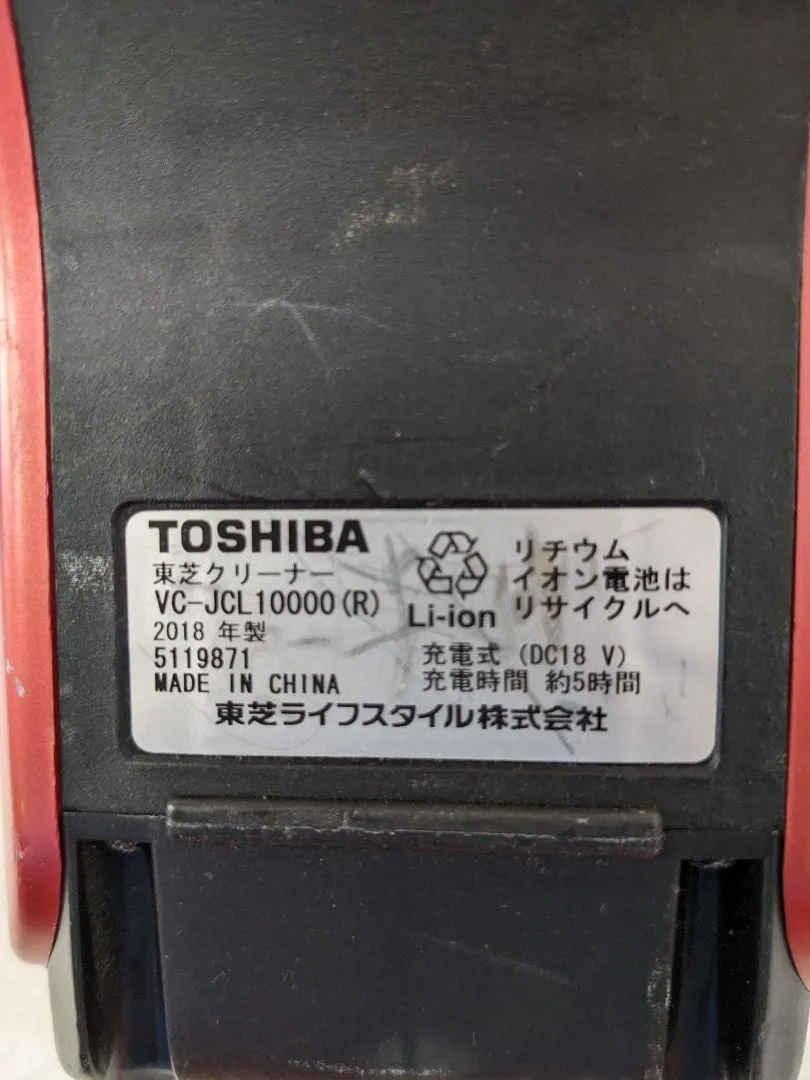 TOSHIBA
東芝クリーナー
VC-JCL10000(R)
2018 年製
5119871
MADE IN CHINA
Li-ion
リチウム
イオン電池は
リサイクルへ
充電式 (DC18 V)
充電時間 約5時間
東芝ライフスタイル株式会社